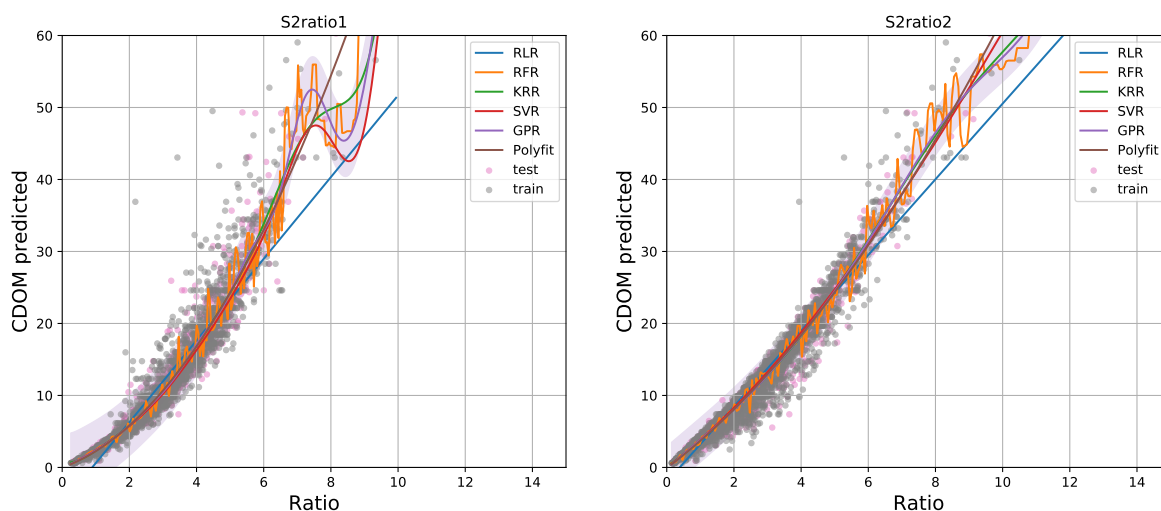 S2ratio1
60
50
40
30
20
10
0
CDOM predicted
0 2 4 6 8 10 12 14
Ratio
RLR
RFR
KRR
SVR
GPR
Polyfit
test
train
S2ratio2
60
50
40
30
20
10
0
CDOM predicted
0 2 4 6 8 10 12 14
Ratio
RLR
RFR
KRR
SVR
GPR
Polyfit
test
train